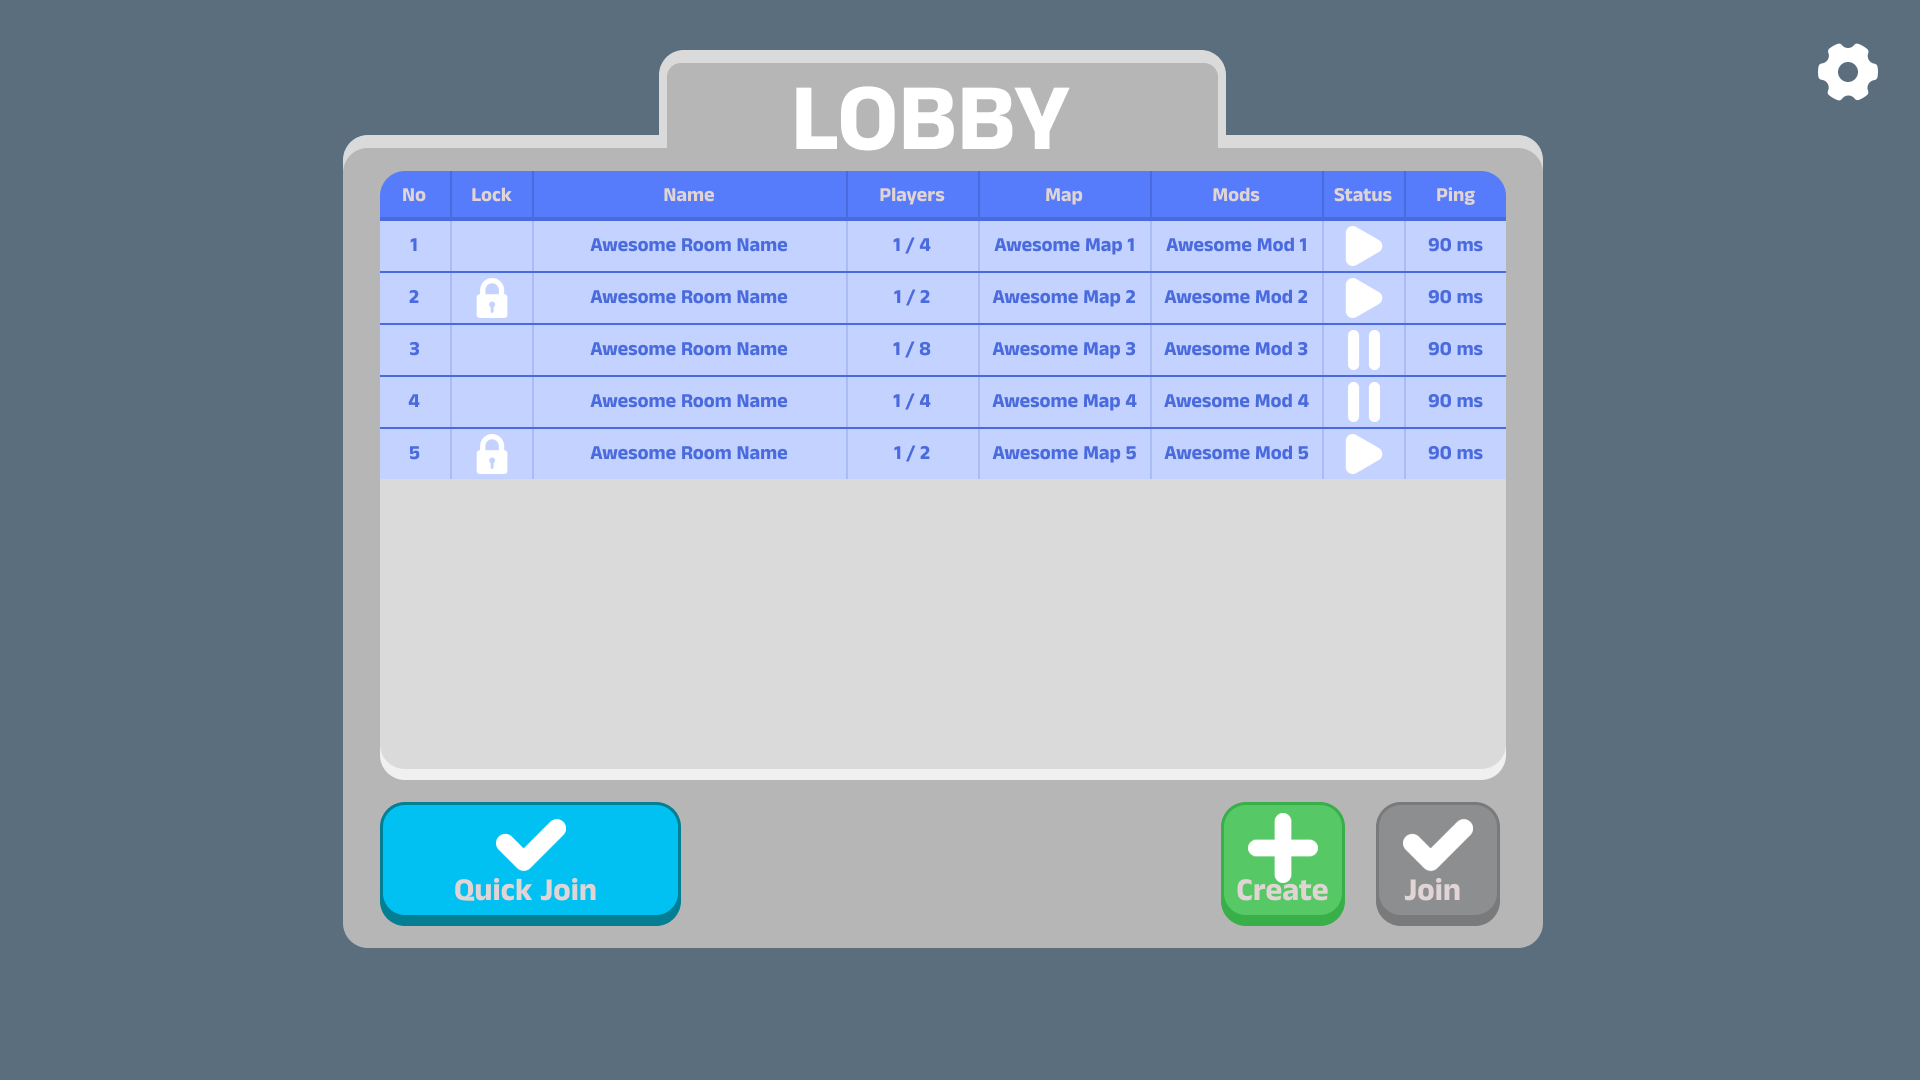 LOBBY
No Lock Name Players Map Mods Status Ping
1 Awesome Room Name 1 / 4 Awesome Map 1 Awesome Mod 1 90 ms
2 Awesome Room Name 1 / 2 Awesome Map 2 Awesome Mod 2 90 ms
3 Awesome Room Name 1 / 8 Awesome Map 3 Awesome Mod 3 90 ms
4 Awesome Room Name 1 / 4 Awesome Map 4 Awesome Mod 4 90 ms
5 Awesome Room Name 1 / 2 Awesome Map 5 Awesome Mod 5 90 ms
Quick Join Create Join